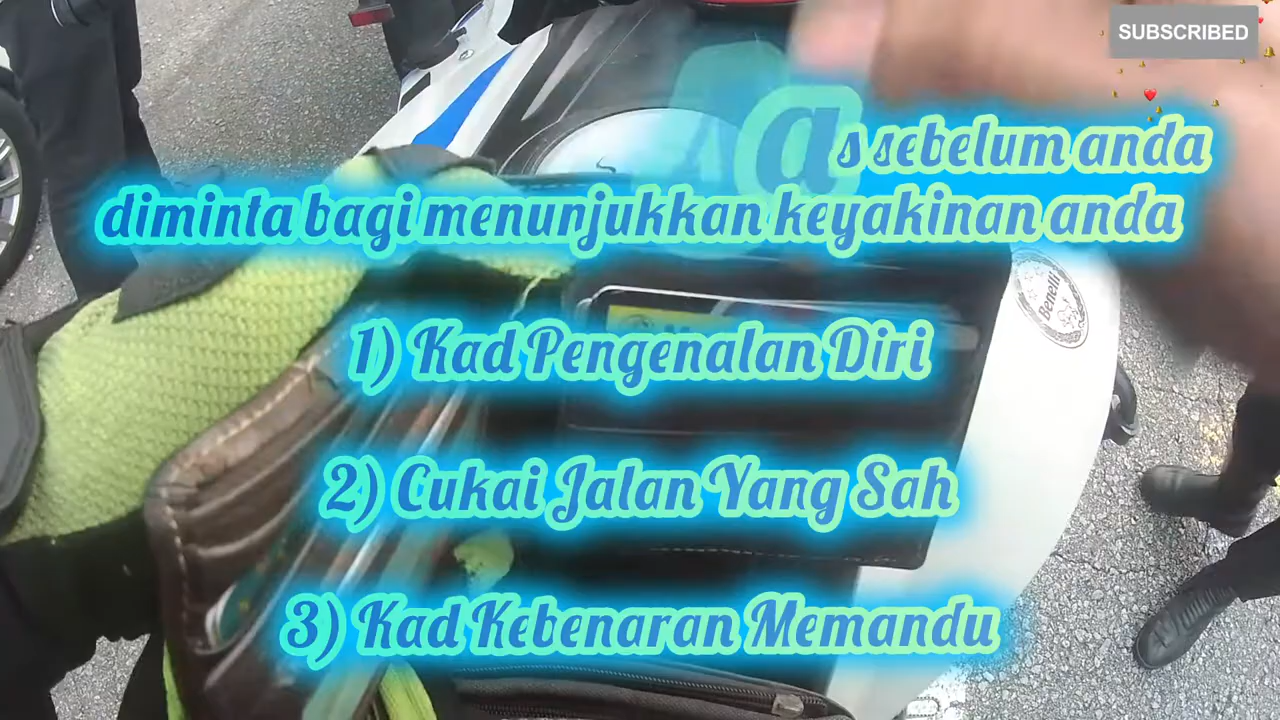 SUBSCRIBED
a s sebelum anda
diminta bagi menunjukkan keyakinan anda
1) Kad Pengenalan Diri
Benelli
2) Cukai Jalan Yang Sah
3) Kad Kebenaran Memandu